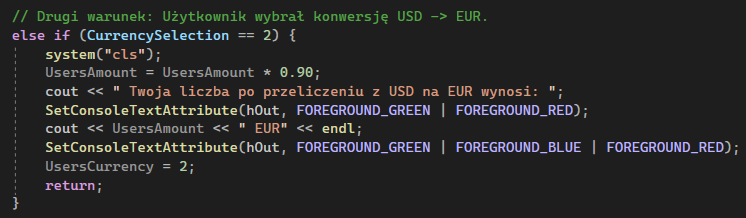 // Drugi warunek: Użytkownik wybrał konwersję USD -> EUR.
else if (CurrencySelection == 2) {
    system("cls");
    UsersAmount = UsersAmount * 0.90;
    cout << " Twoja liczba po przeliczeniu z USD na EUR wynosi: ";
    SetConsoleTextAttribute(hOut, FOREGROUND_GREEN | FOREGROUND_RED);
    cout << UsersAmount << " EUR" << endl;
    SetConsoleTextAttribute(hOut, FOREGROUND_GREEN | FOREGROUND_BLUE | FOREGROUND_RED);
    UsersCurrency = 2;
    return;
}